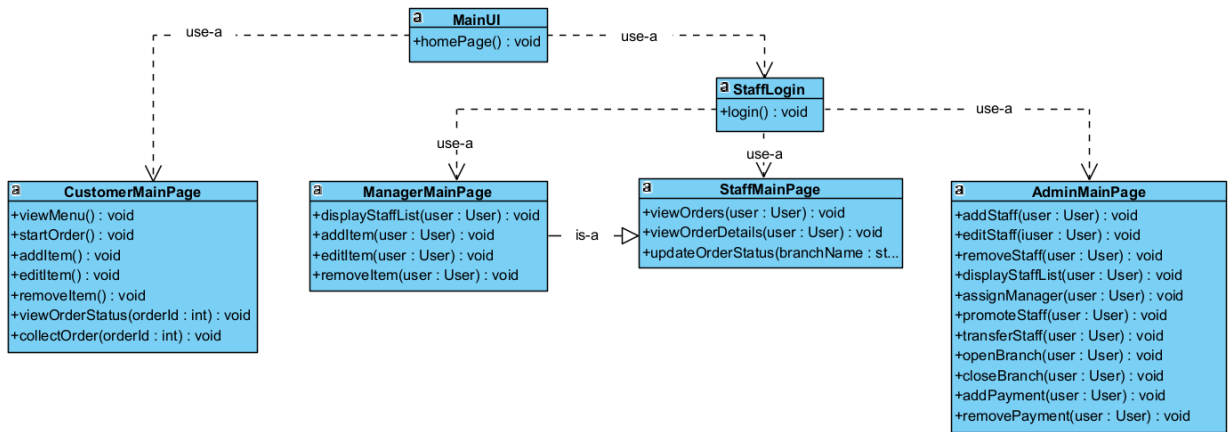 a
MainUI
+homePage() : void
use-a
use-a
a
StaffLogin
+login() : void
use-a
use-a
use-a
a
CustomerMainPage
+viewMenu() : void
+startOrder() : void
+addItem() : void
+editItem() : void
+removeItem() : void
+viewOrderStatus(orderId : int) : void
+collectOrder(orderId : int) : void
a
ManagerMainPage
+displayStaffList(user : User) : void
+addItem(user : User) : void
+editItem(user : User) : void
+removeItem(user : User) : void
is-a
a
StaffMainPage
+viewOrders(user : User) : void
+viewOrderDetails(user : User) : void
+updateOrderStatus(branchName : st...
a
AdminMainPage
+addStaff(user : User) : void
+editStaff(iuser : User) : void
+removeStaff(user : User) : void
+displayStaffList(user : User) : void
+assignManager(user : User) : void
+promoteStaff(user : User) : void
+transferStaff(user : User) : void
+openBranch(user : User) : void
+closeBranch(user : User) : void
+addPayment(user : User) : void
+removePayment(user : User) : void